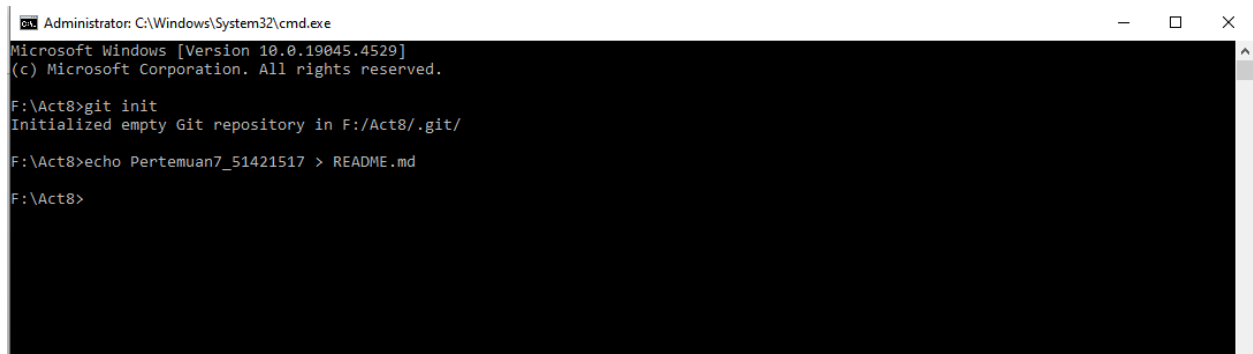 Administrator: C:\Windows\System32\cmd.exe
Microsoft Windows [Version 10.0.19045.4529]
(c) Microsoft Corporation. All rights reserved.
F:\Act8>git init
Initialized empty Git repository in F:/Act8/.git/
F:\Act8>echo Pertemuan7_51421517 > README.md
F:\Act8>